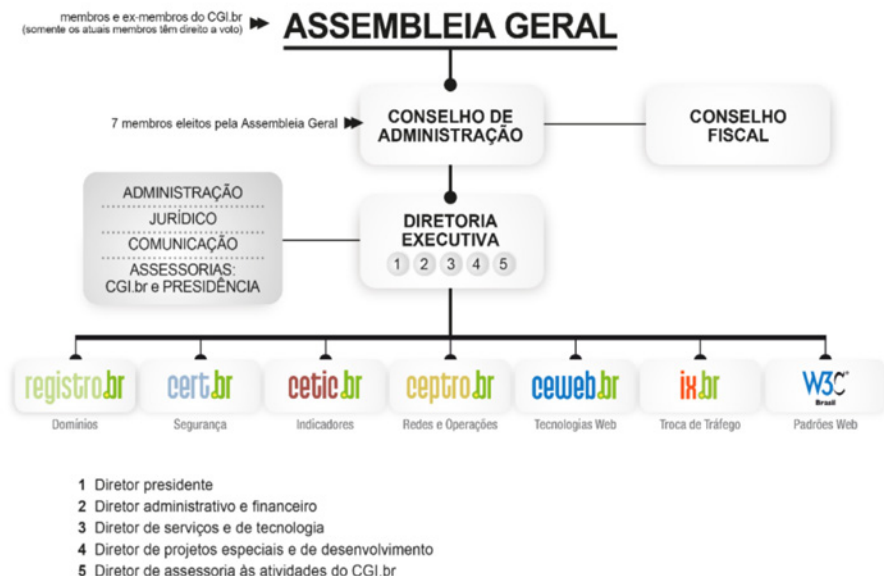 membros e ex-membros do CGI.br
(somente os atuais membros têm direito a voto)
ASSEMBLEIA GERAL
7 membros eleitos pela Assembleia Geral
CONSELHO DE
ADMINISTRAÇÃO
CONSELHO
FISCAL
ADMINISTRAÇÃO
JURÍDICO
COMUNICAÇÃO
ASSESSORIAS:
CGI.br e PRESIDÊNCIA
DIRETORIA
EXECUTIVA
1 2 3 4 5
registro.br cert.br cetic.br ceptro.br ceweb.br ix.br W3C®
Brasil
Domínios Segurança Indicadores Redes e Operações Tecnologias Web Troca de Tráfego Padrões Web
1 Diretor presidente
2 Diretor administrativo e financeiro
3 Diretor de serviços e de tecnologia
4 Diretor de projetos especiais e de desenvolvimento
5 Diretor de assessoria às atividades do CGI.br